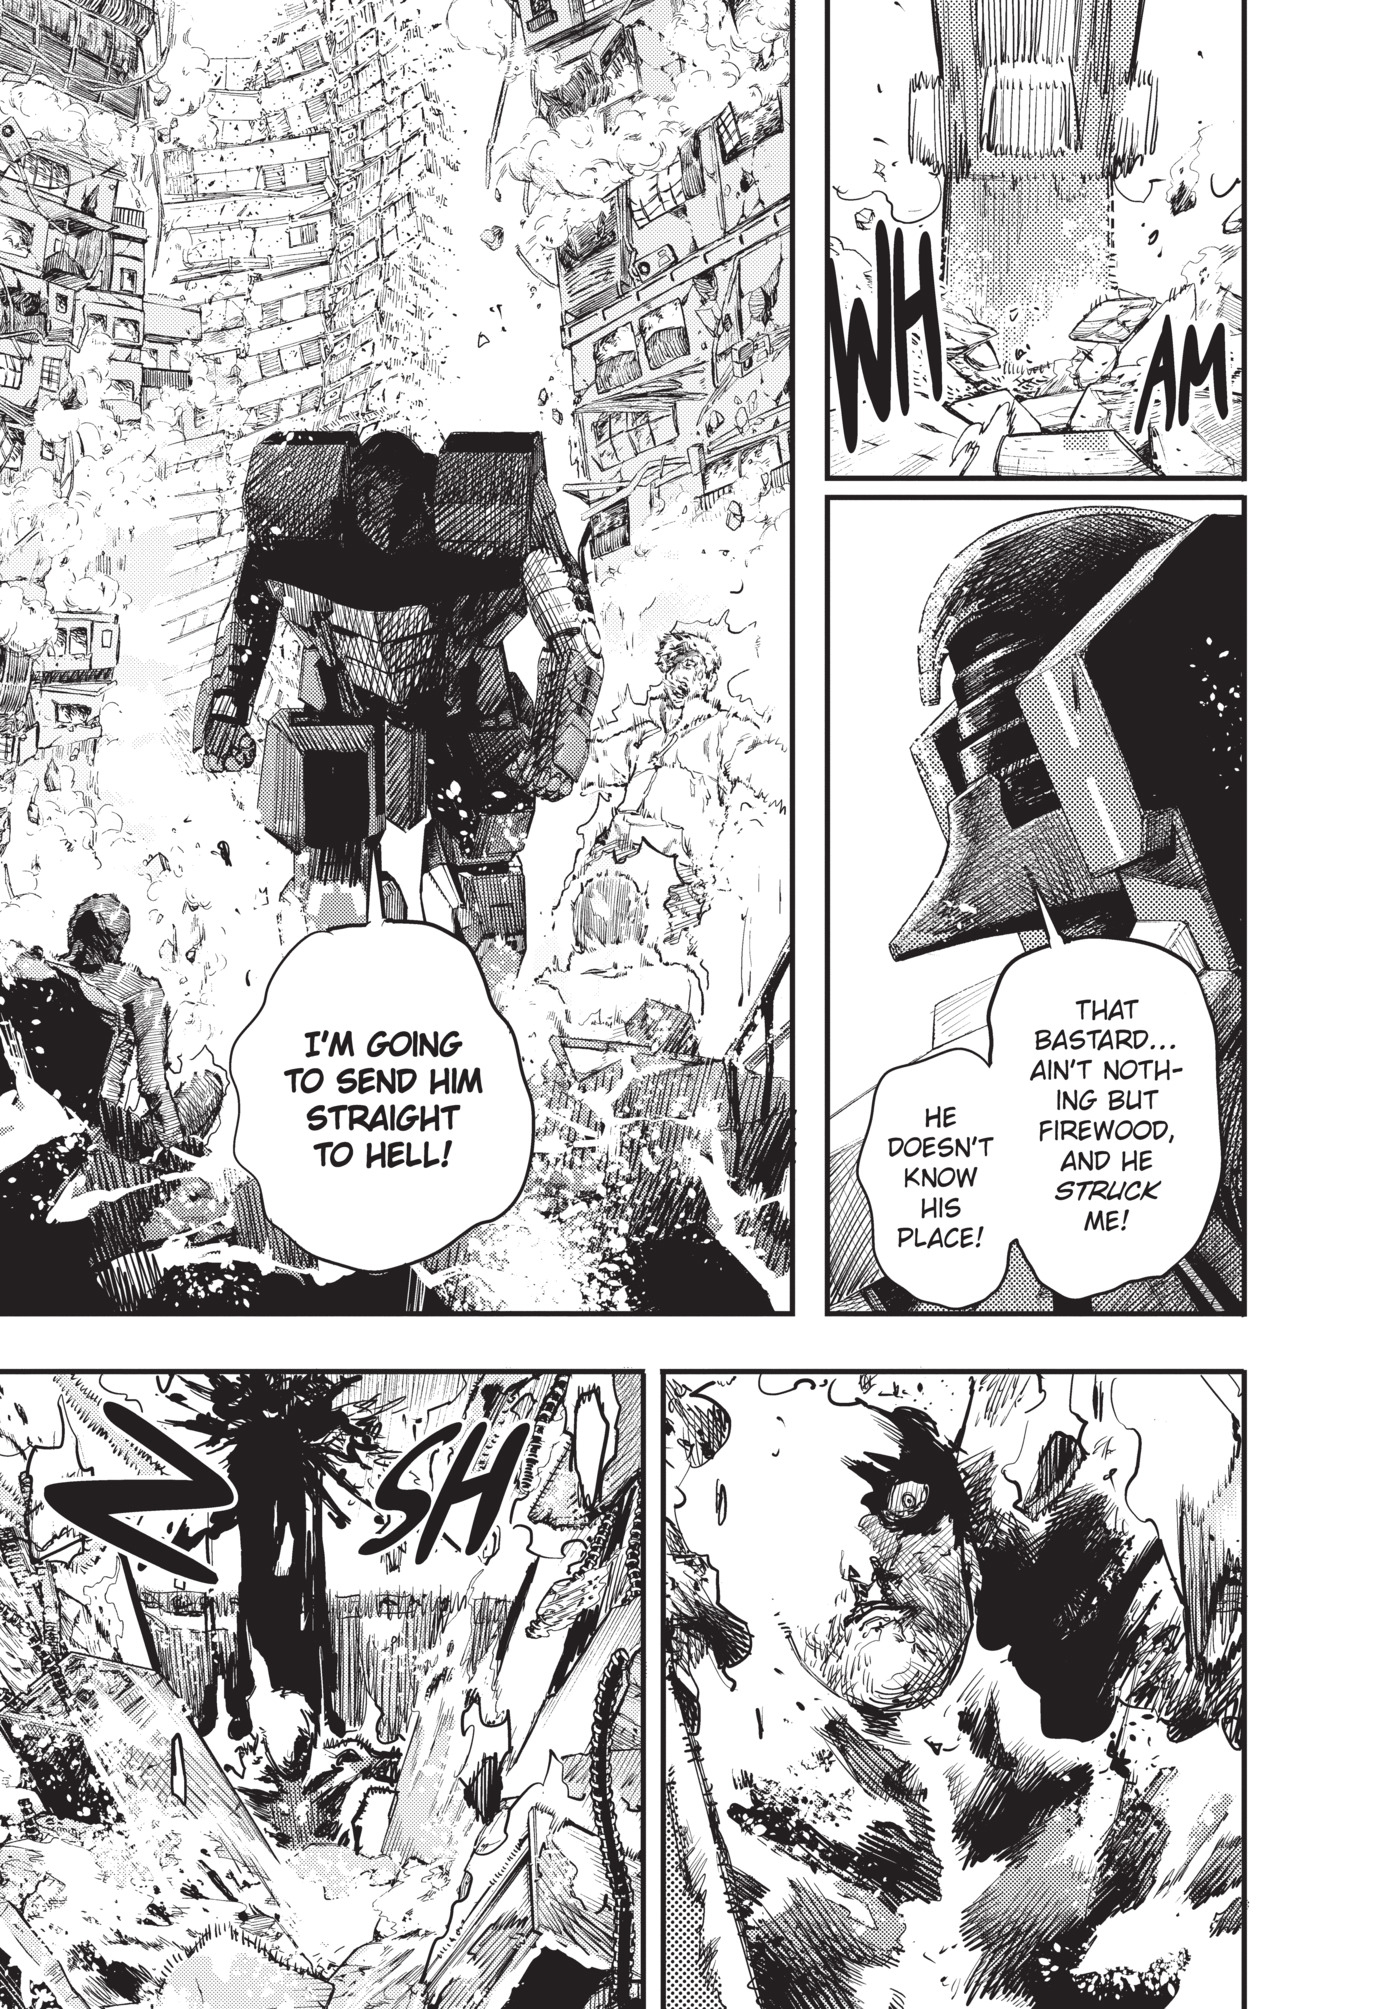 WH
AM
THAT
BASTARD...
AIN'T NOTH-
ING BUT
FIREWOOD,
AND HE
STRUCK
ME!
HE
DOESN'T
KNOW
HIS
PLACE!
I'M GOING
TO SEND HIM
STRAIGHT
TO HELL!
SH